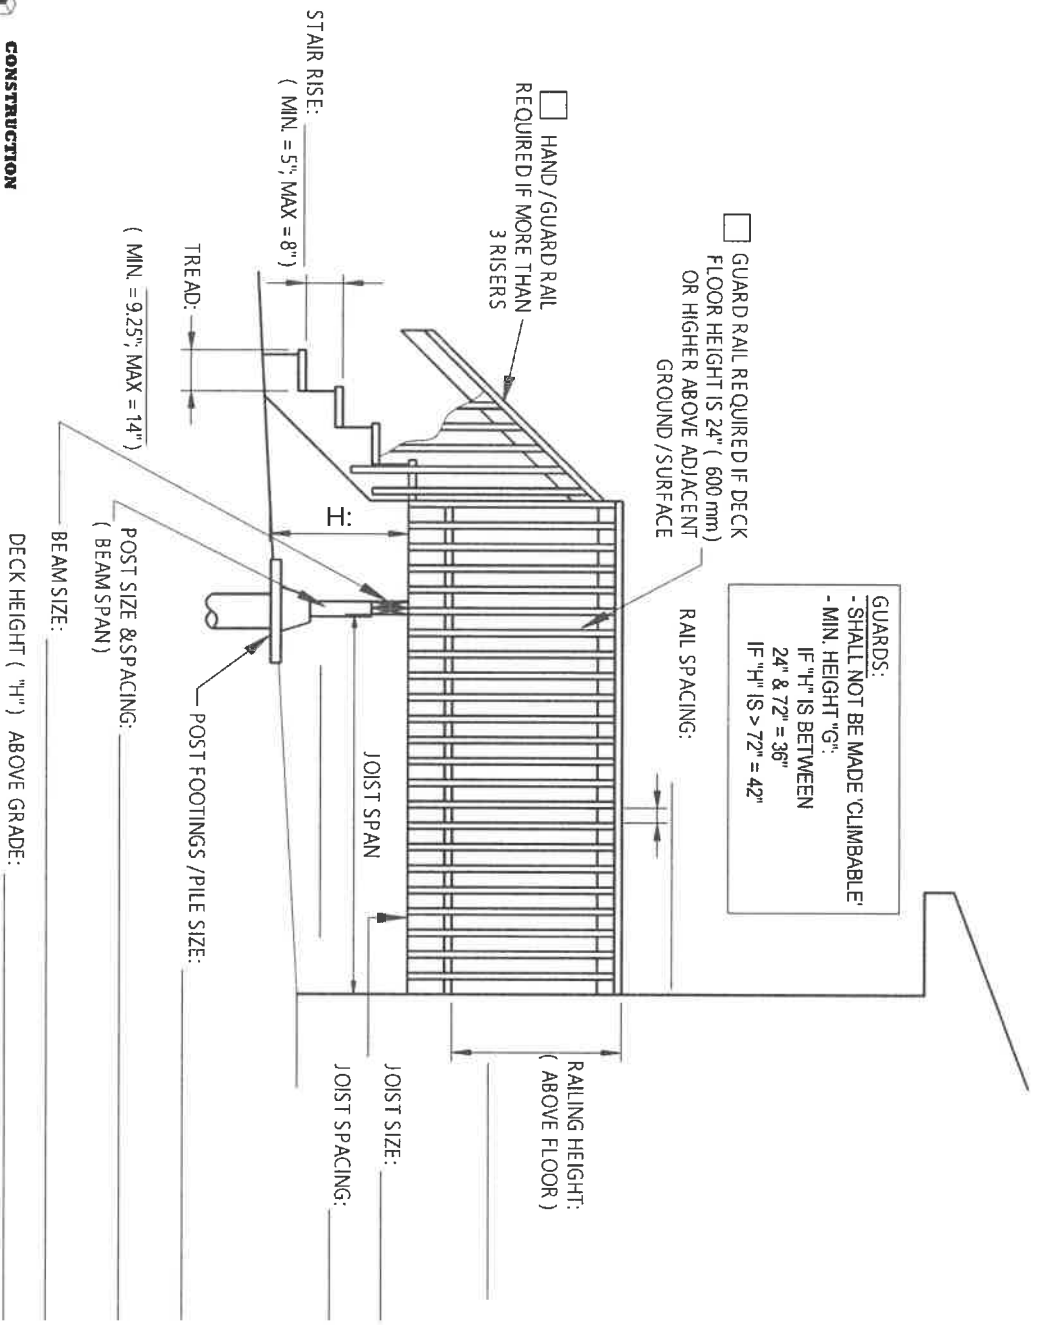 GUARDS:
- SHALL NOT BE MADE 'CLIMBABLE'
- MIN. HEIGHT "G":
IF "H" IS BETWEEN
24" & 72" = 36"
IF "H" IS > 72" = 42"
GUARD RAIL REQUIRED IF DECK
FLOOR HEIGHT IS 24" ( 600 mm)
OR HIGHER ABOVE ADJACENT
GROUND / SURFACE
RAIL SPACING:
HAND / GUARD RAIL
REQUIRED IF MORE THAN
3 RISERS
RAILING HEIGHT:
( ABOVE FLOOR )
STAIR RISE:
( MIN. = 5"; MAX = 8" )
H:
JOIST SPAN
JOIST SIZE:
JOIST SPACING:
TREAD:
( MIN. = 9.25"; MAX = 14" )
POST FOOTINGS / PILE SIZE:
POST SIZE & SPACING:
( BEAM SPAN )
BEAM SIZE:
DECK HEIGHT ( "H" ) ABOVE GRADE:
CONSTRUCTION